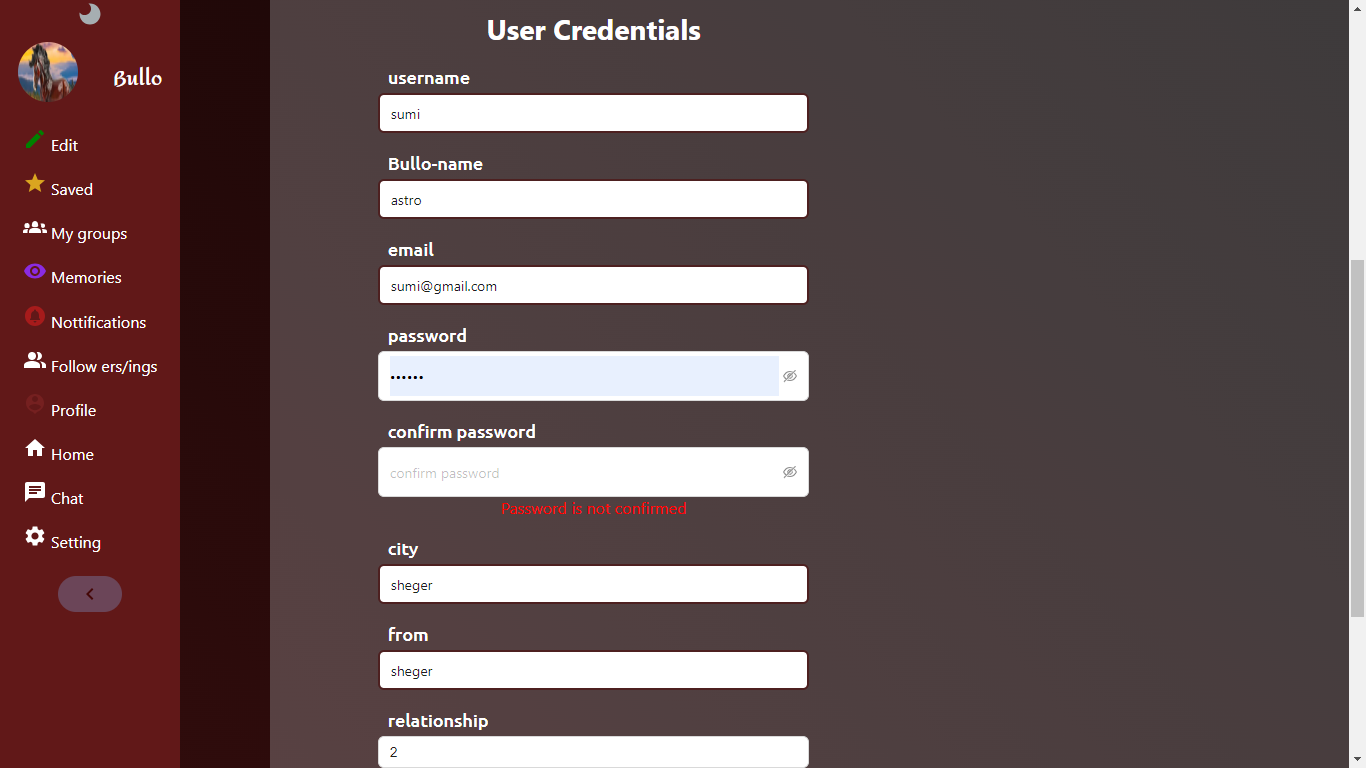 Bullo
Edit
Saved
My groups
Memories
Nottifications
Follow ers/ings
Profile
Home
Chat
Setting
User Credentials
username
sumi
Bullo-name
astro
email
sumi@gmail.com
password
••••••
confirm password
confirm password
Password is not confirmed
city
sheger
from
sheger
relationship
2